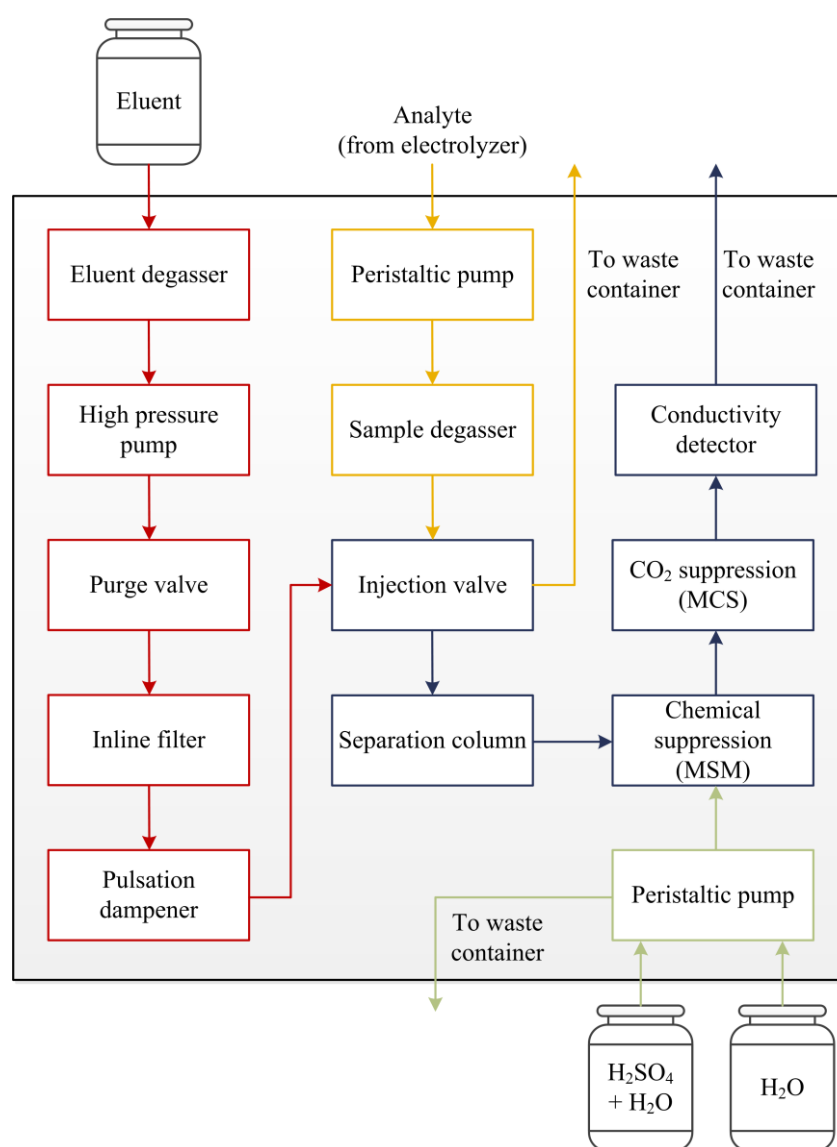 Eluent
Analyte
(from electrolyzer)
Eluent degasser
Peristaltic pump
To waste
container
To waste
container
High pressure
pump
Sample degasser
Conductivity
detector
Purge valve
Injection valve
CO₂ suppression
(MCS)
Inline filter
Separation column
Chemical
suppression
(MSM)
Pulsation
dampener
To waste
container
Peristaltic pump
H₂SO₄
+ H₂O
H₂O